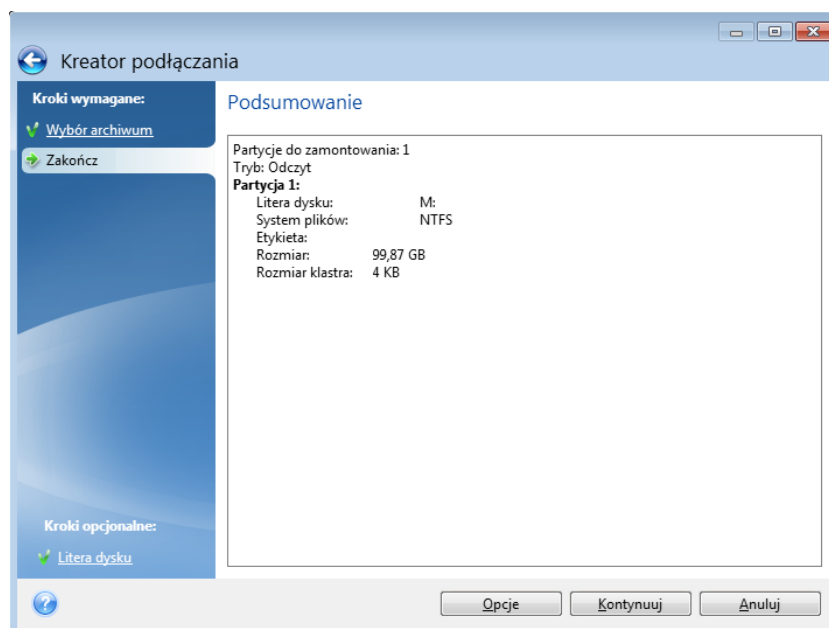 Kreator podłączania
Kroki wymagane:
Wybór archiwum
Zakończ
Podsumowanie
Partycje do zamontowania: 1
Tryb: Odczyt
Partycja 1:
Litera dysku: M:
System plików: NTFS
Etykieta:
Rozmiar: 99,87 GB
Rozmiar klastra: 4 KB
Kroki opcjonalne:
Litera dysku
Opcje Kontynuuj Anuluj